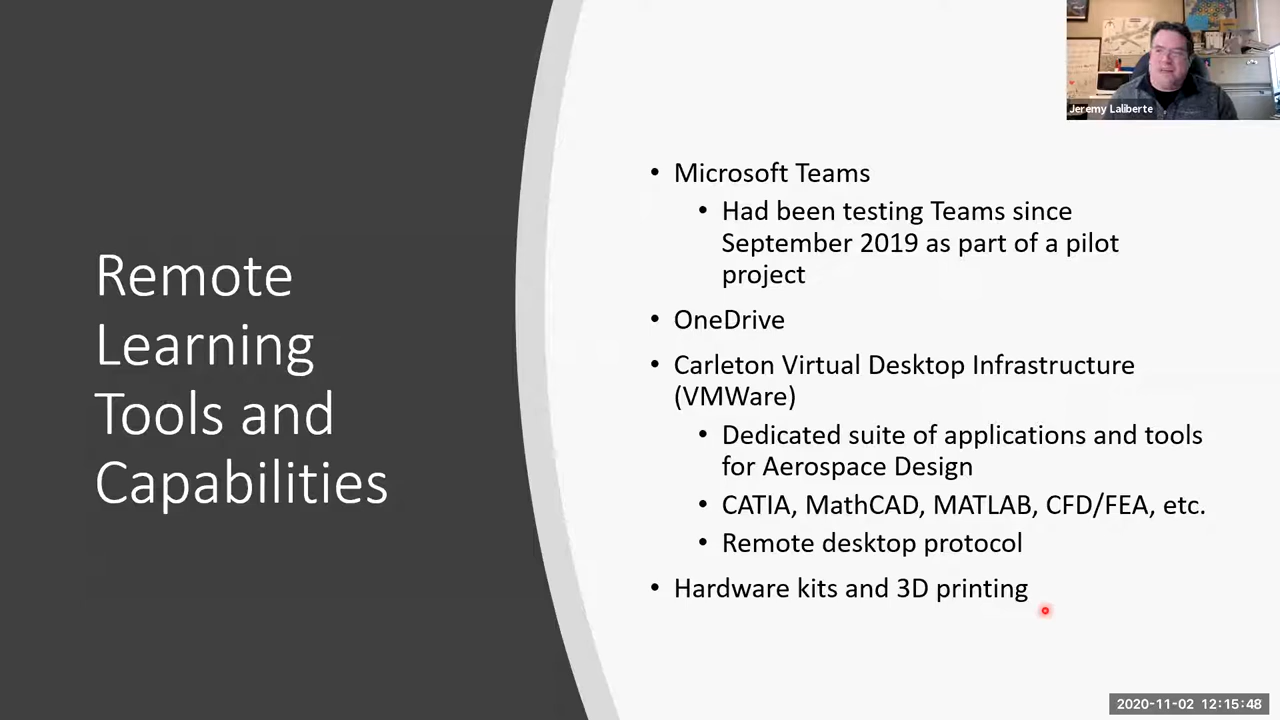 Jeremy Laliberte
Remote
Learning
Tools and
Capabilities
• Microsoft Teams
• Had been testing Teams since
September 2019 as part of a pilot
project
• OneDrive
• Carleton Virtual Desktop Infrastructure
(VMWare)
• Dedicated suite of applications and tools
for Aerospace Design
• CATIA, MathCAD, MATLAB, CFD/FEA, etc.
• Remote desktop protocol
• Hardware kits and 3D printing
2020-11-02 12:15:48